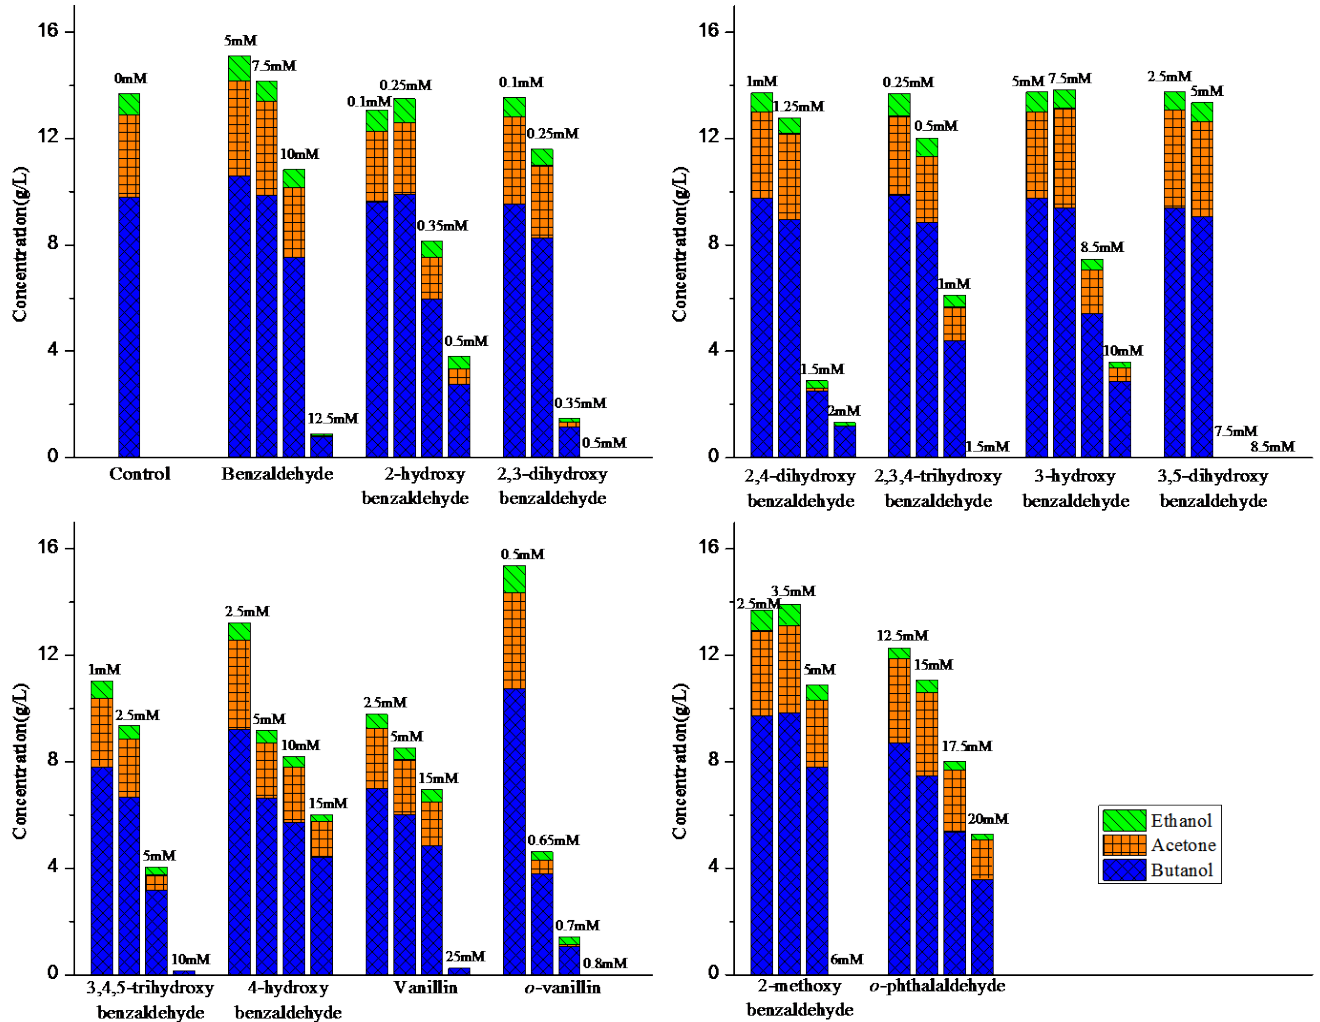 16
12
8
4
0
Concentration(g/L)
0mM
5mM
7.5mM
10mM
12.5mM
0.1mM
0.25mM
0.35mM
0.5mM
0.1mM
0.25mM
0.35mM
0.5mM
Control
Benzaldehyde
2-hydroxy
benzaldehyde
2,3-dihydroxy
benzaldehyde
16
12
8
4
0
Concentration(g/L)
1mM
1.25mM
1.5mM
2mM
0.25mM
0.5mM
1mM
1.5mM
5mM
7.5mM
8.5mM
10mM
2.5mM
5mM
7.5mM
8.5mM
2,4-dihydroxy
benzaldehyde
2,3,4-trihydroxy
benzaldehyde
3-hydroxy
benzaldehyde
3,5-dihydroxy
benzaldehyde
16
12
8
4
0
Concentration(g/L)
1mM
2.5mM
5mM
10mM
2.5mM
5mM
10mM
15mM
2.5mM
5mM
15mM
25mM
0.5mM
0.65mM
0.7mM
0.8mM
3,4,5-trihydroxy
benzaldehyde
4-hydroxy
benzaldehyde
Vanillin
o-vanillin
16
12
8
4
0
Concentration(g/L)
2.5mM
3.5mM
5mM
6mM
12.5mM
15mM
17.5mM
20mM
2-methoxy
benzaldehyde
o-phthalaldehyde
Ethanol
Acetone
Butanol